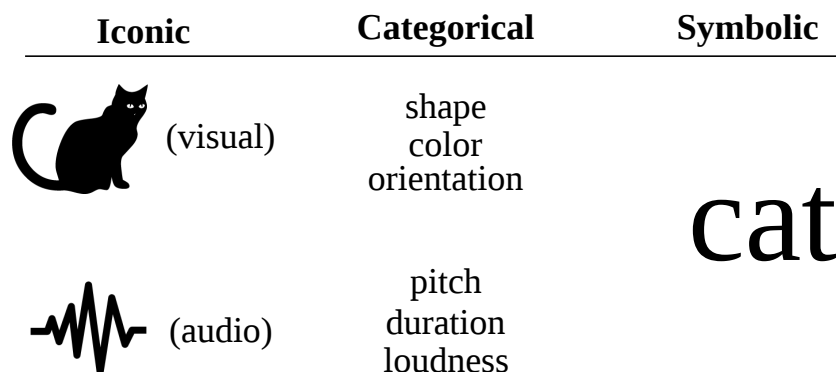 Iconic Categorical Symbolic
(visual)
shape
color
orientation
cat
(audio)
pitch
duration
loudness